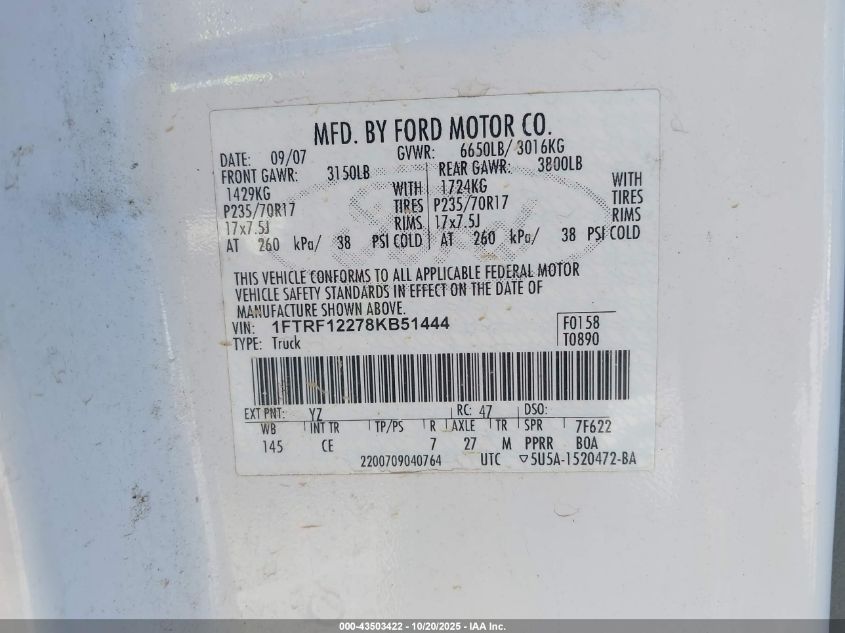 MFD. BY FORD MOTOR CO.
DATE: 09/07 GVWR: 6650LB/ 3016KG
FRONT GAWR: 3150LB REAR GAWR: 3800LB
1429KG WITH 1724KG WITH
P235/70R17 TIRES P235/70R17 TIRES
17x7.5J RIMS 17x7.5J RIMS
AT 260 kPa/ 38 PSI COLD AT 260 kPa/ 38 PSI COLD
THIS VEHICLE CONFORMS TO ALL APPLICABLE FEDERAL MOTOR
VEHICLE SAFETY STANDARDS IN EFFECT ON THE DATE OF
MANUFACTURE SHOWN ABOVE.
VIN: 1FTRF12278KB51444 F0158
TYPE: Truck T0890
EXT PNT: YZ RC: 47 DSO:
WB INT TR TP/PS R AXLE TR SPR 7F622
145 CE 7 27 M PPRR BOA
2200709040764 UTC ▽5U5A-1520472-BA
000-43503422 - 10/20/2025 - IAA Inc.